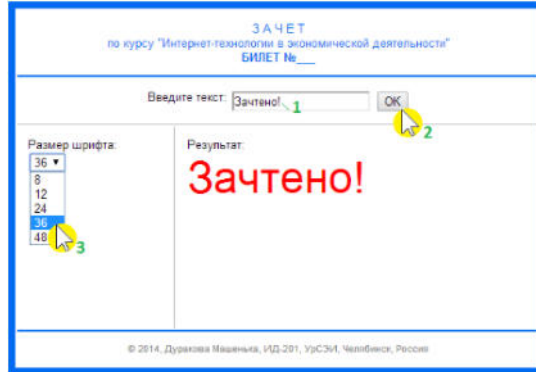 ЗАЧЕТ
по курсу "Интернет-технологии в экономической деятельности"
БИЛЕТ №___
Введите текст: Зачтено! 1 OK
2
Размер шрифта:
36
8
12
24
36
48
3
Результат:
Зачтено!
© 2014, Дуракова Машенька, ИД-201, УрСЭИ, Челябинск, Россия